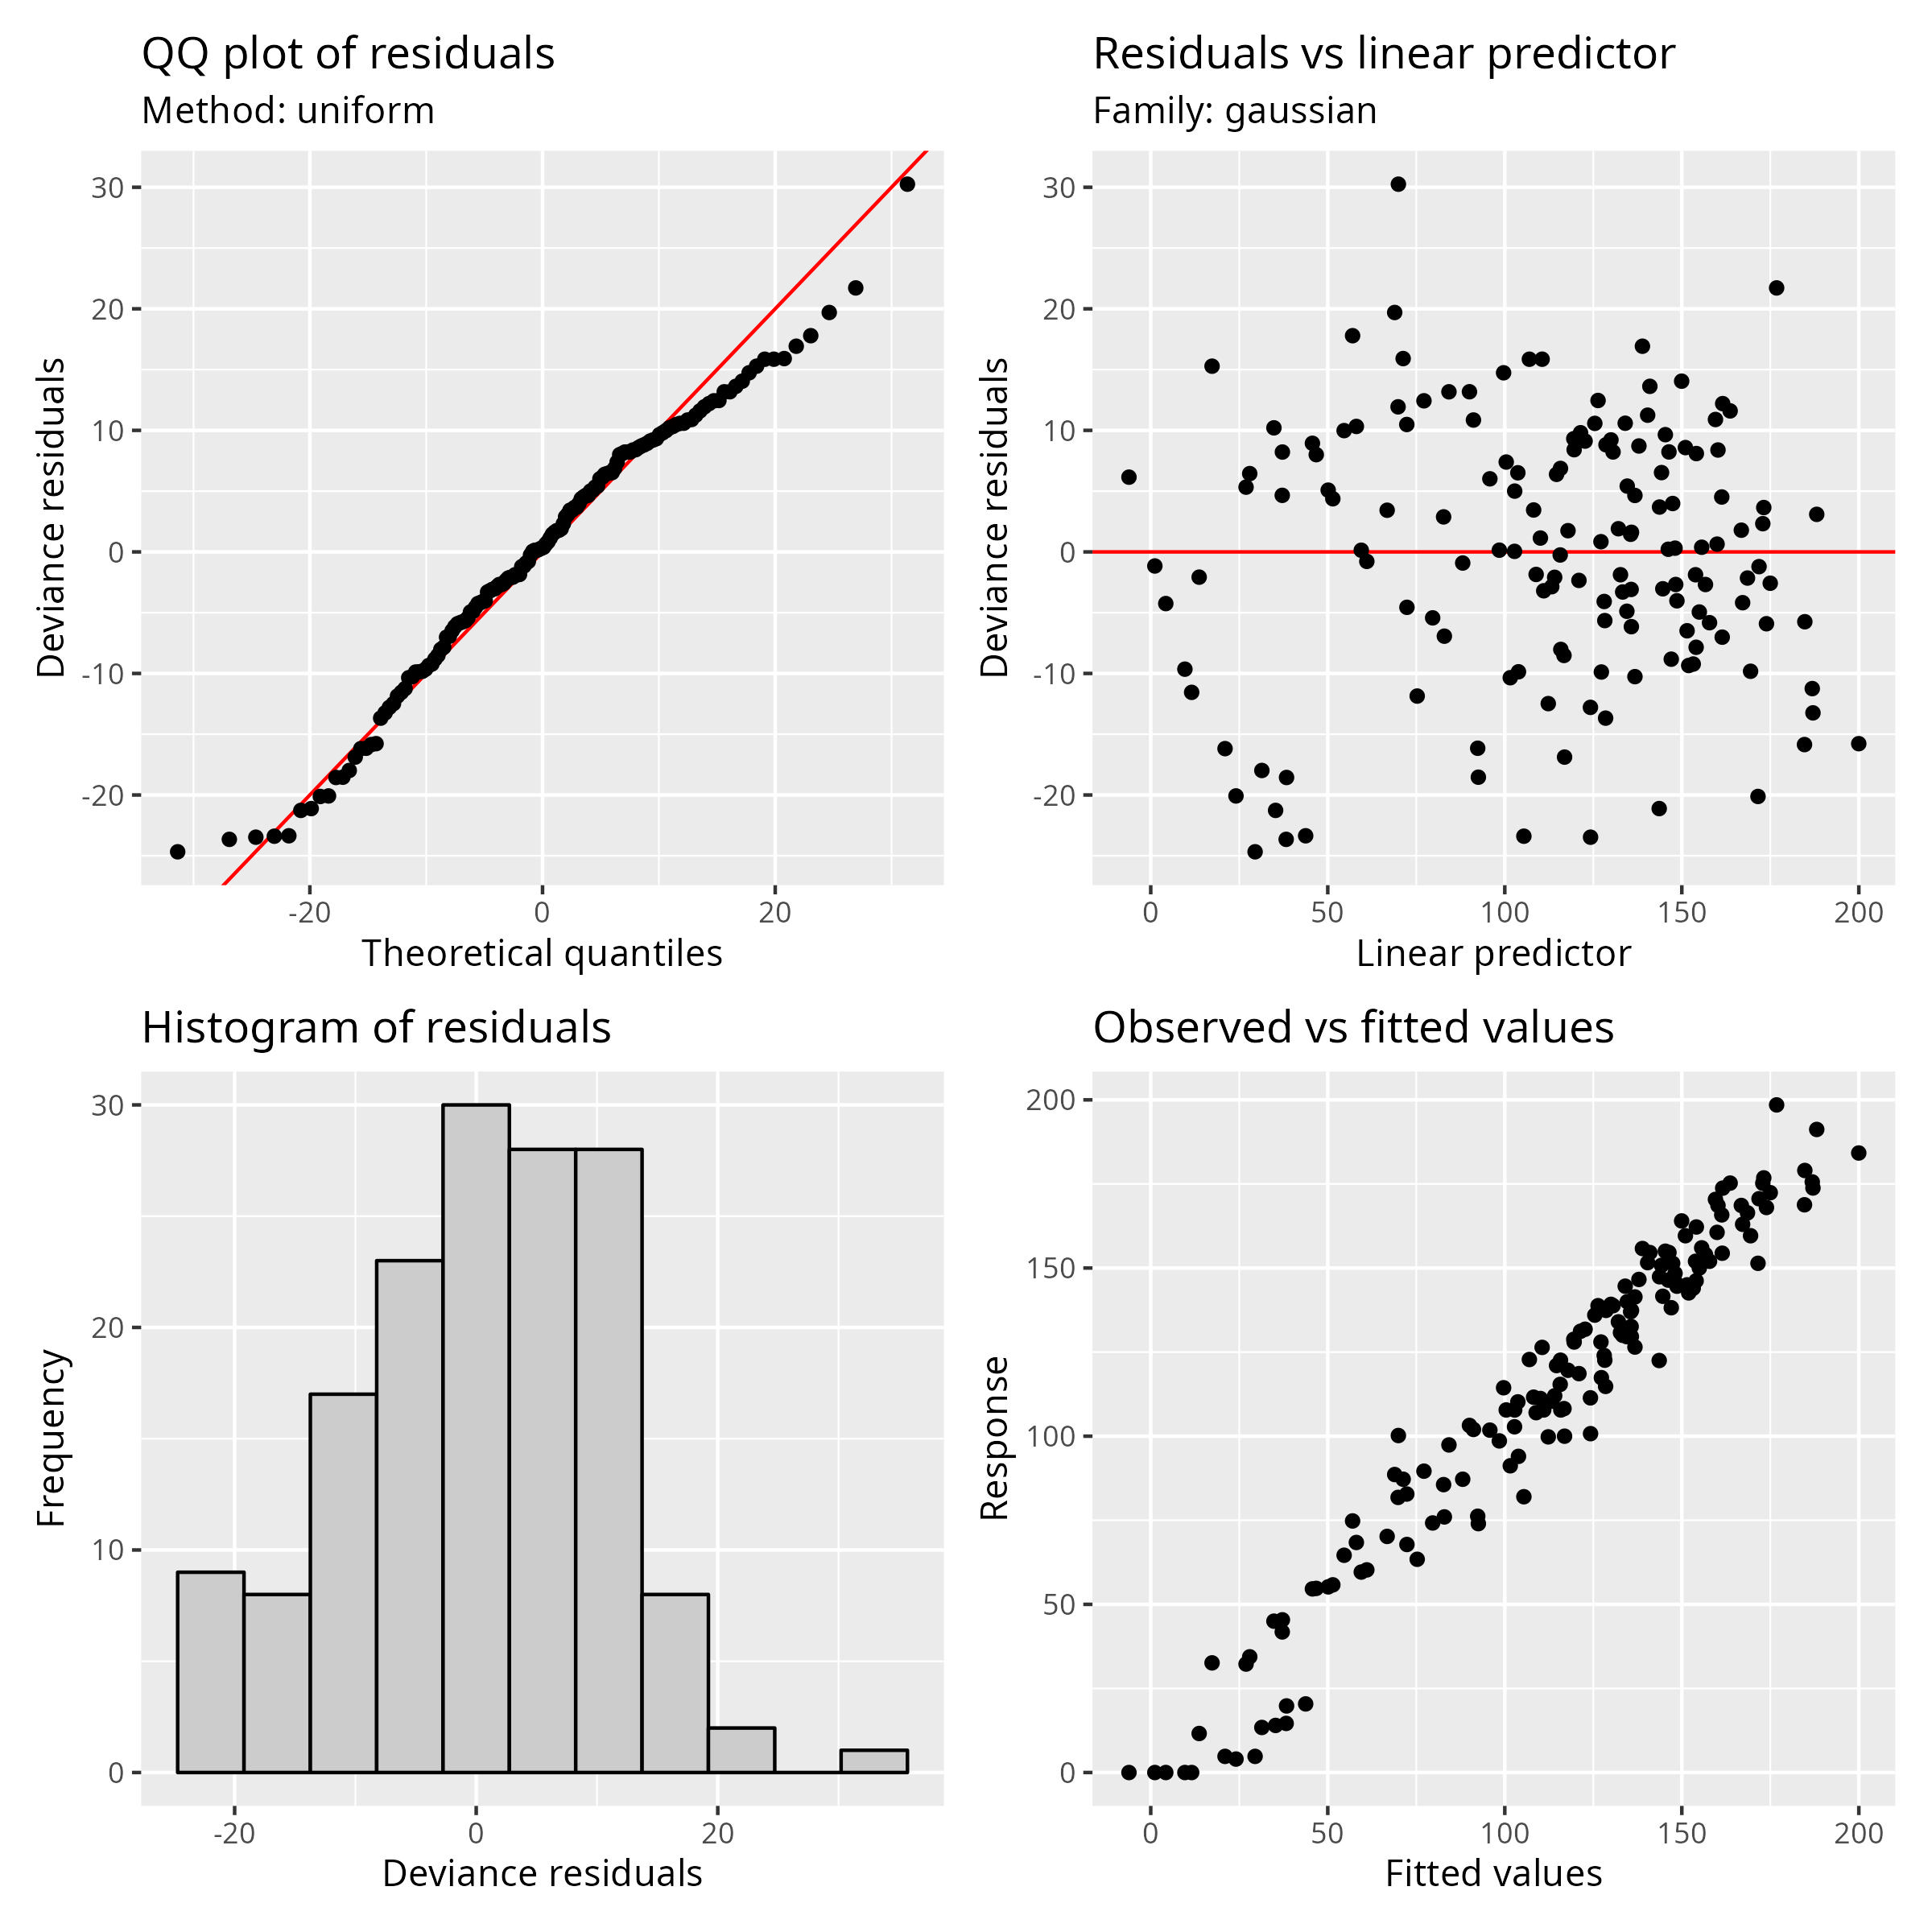 QQ plot of residuals
Method: uniform
30
20
10
0
-10
-20
Deviance residuals
-20
0
20
Theoretical quantiles
Residuals vs linear predictor
Family: gaussian
30
20
10
0
-10
-20
Deviance residuals
0
50
100
150
200
Linear predictor
Histogram of residuals
30
20
10
0
Frequency
-20
0
20
Deviance residuals
Observed vs fitted values
200
150
100
50
0
Response
0
50
100
150
200
Fitted values